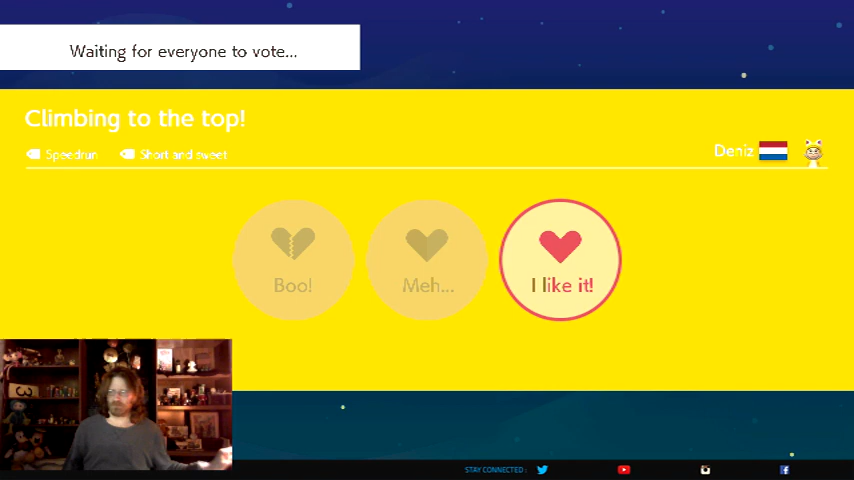 Waiting for everyone to vote...
Climbing to the top!
Speedrun Short and sweet
Deniz
Boo! Meh... I like it!
STAY CONNECTED :